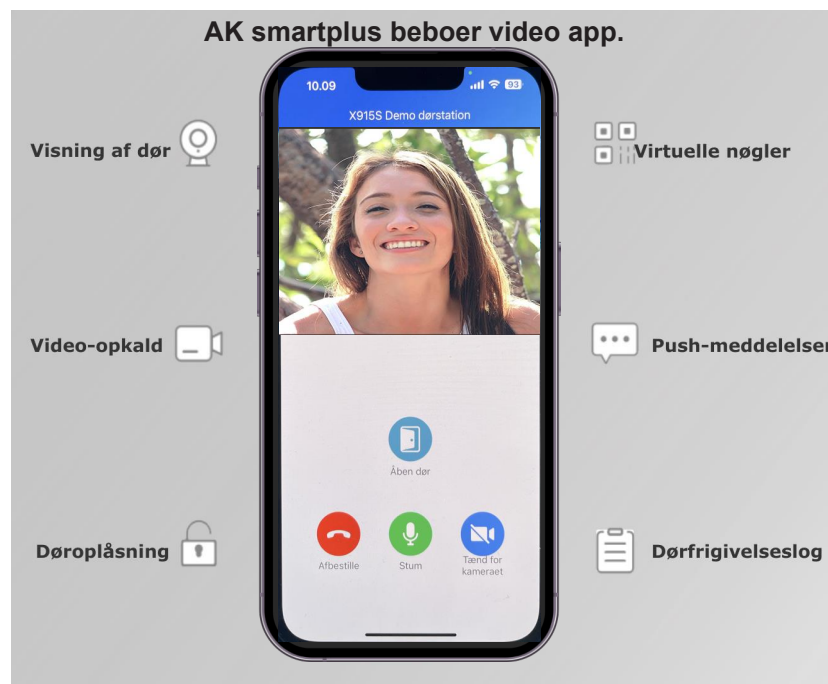 AK smartplus beboer video app.
10.09
93
X915S Demo dørstation
Visning af dør
Virtuelle nøgler
Video-opkald
Push-meddelelser
Åben dør
Døroplåsning
Dørfrigivelseslog
Afbestille
Stum
Tænd for
kameraet